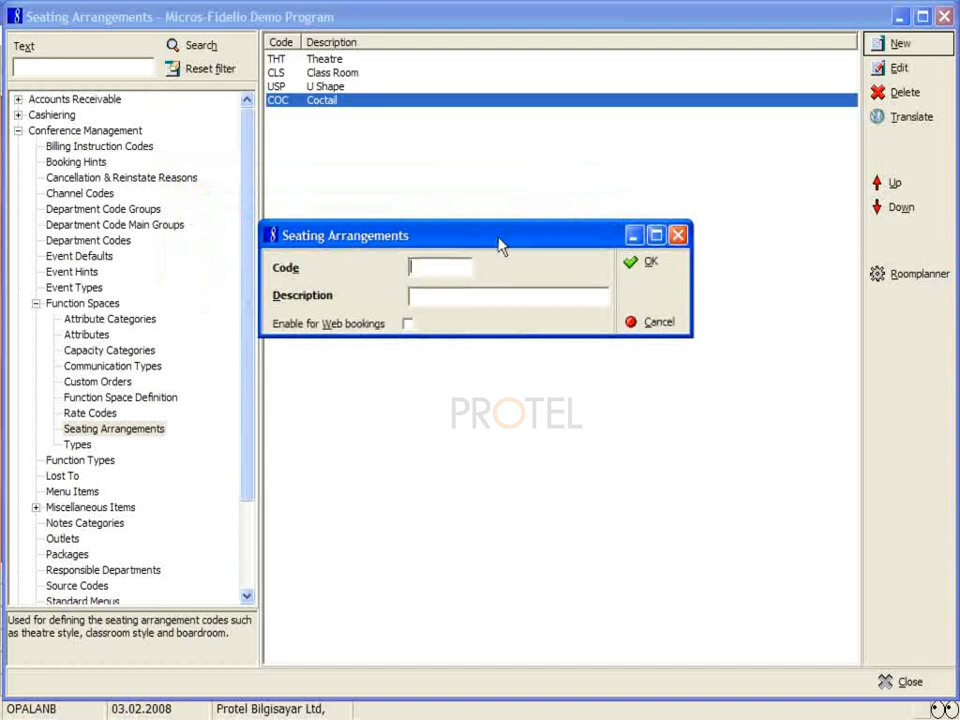 Seating Arrangements - Micros-Fidelio Demo Program
Text
Search
Reset filter
Accounts Receivable
Cashiering
Conference Management
Billing Instruction Codes
Booking Hints
Cancellation & Reinstate Reasons
Channel Codes
Department Code Groups
Department Code Main Groups
Department Codes
Event Defaults
Event Hints
Event Types
Function Spaces
Attribute Categories
Attributes
Capacity Categories
Communication Types
Custom Orders
Function Space Definition
Rate Codes
Seating Arrangements
Types
Function Types
Lost To
Menu Items
Miscellaneous Items
Notes Categories
Outlets
Packages
Responsible Departments
Source Codes
Standard Menus
Used for defining the seating arrangement codes such
as theatre style, classroom style and boardroom.
Code Description
THT Theatre
CLS Class Room
USP U Shape
COC Coctail
Seating Arrangements
Code
Description
Enable for Web bookings
OK
Cancel
PROTEL
New
Edit
Delete
Translate
Up
Down
Roomplanner
Close
OPALANB 03.02.2008 Protel Bilgisayar Ltd,